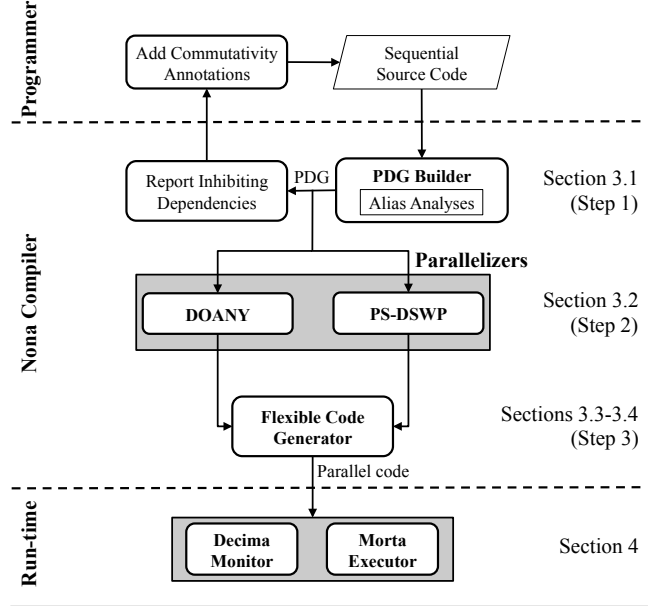 Programmer
Add Commutativity
Annotations
Sequential
Source Code
Nona Compiler
Report Inhibiting
Dependencies
PDG
PDG Builder
Alias Analyses
Section 3.1
(Step 1)
Parallelizers
DOANY
PS-DSWP
Section 3.2
(Step 2)
Flexible Code
Generator
Sections 3.3-3.4
(Step 3)
Parallel code
Run-time
Decima
Monitor
Morta
Executor
Section 4